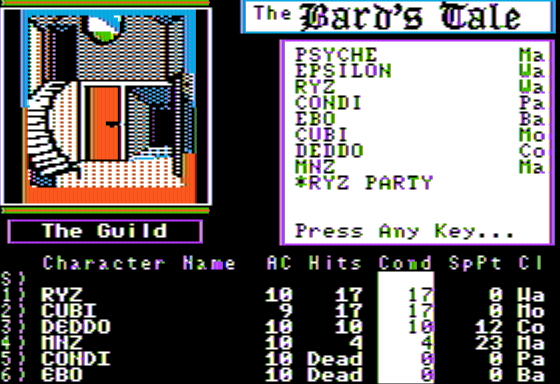 The Bard's Tale
PSYCHE Ma
EPSILON Wa
RYZ Wa
CONDI Pa
EBO Ba
CUBI Mo
DEDDO Co
MNZ Ma
*RYZ PARTY
Press Any Key...
The Guild
Character Name AC Hits Cond SpPt Cl
S)
1) RYZ 10 17 17 0 Wa
2) CUBI 9 17 17 0 Mo
3) DEDDO 10 10 10 12 Co
4) MNZ 10 4 4 23 Ma
5) CONDI 10 Dead 0 0 Pa
6) EBO 10 Dead 0 0 Ba